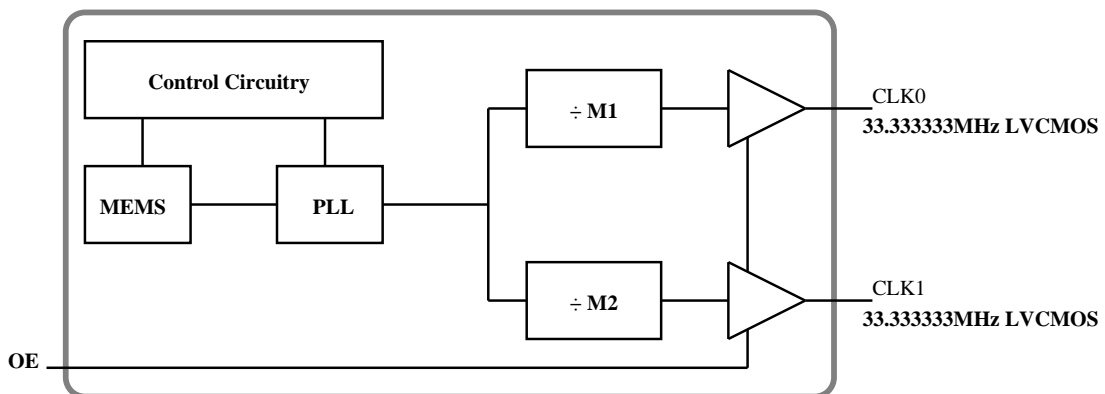 Control Circuitry
MEMS
PLL
÷ M1
÷ M2
CLK0
33.333333MHz LVCMOS
CLK1
33.333333MHz LVCMOS
OE